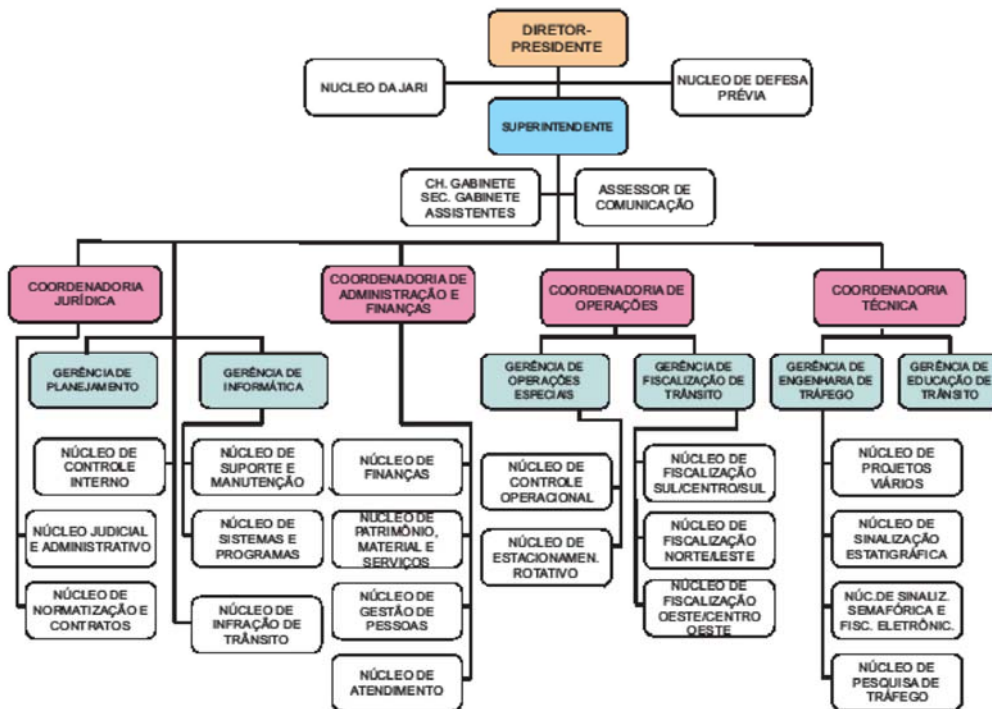 DIRETOR-
PRESIDENTE
NUCLEO DA JARI
NUCLEO DE DEFESA
PRÉVIA
SUPERINTENDENTE
CH. GABINETE
SEC. GABINETE
ASSISTENTES
ASSESSOR DE
COMUNICAÇÃO
COORDENADORIA
JURÍDICA
COORDENADORIA DE
ADMINISTRAÇÃO E
FINANÇAS
COORDENADORIA DE
OPERAÇÕES
COORDENADORIA
TÉCNICA
GERÊNCIA DE
PLANEJAMENTO
GERÊNCIA DE
INFORMÁTICA
GERÊNCIA DE
OPERAÇÕES
ESPECIAIS
GERÊNCIA DE
FISCALIZAÇÃO DE
TRÂNSITO
GERÊNCIA DE
ENGENHARIA DE
TRÁFEGO
GERÊNCIA DE
EDUCAÇÃO DE
TRÂNSITO
NÚCLEO DE
CONTROLE
INTERNO
NÚCLEO DE
SUPORTE E
MANUTENÇÃO
NÚCLEO DE
FINANÇAS
NÚCLEO DE
CONTROLE
OPERACIONAL
NÚCLEO DE
FISCALIZAÇÃO
SUL/CENTRO/SUL
NÚCLEO DE
PROJETOS
VIÁRIOS
NÚCLEO JUDICIAL
E ADMINISTRATIVO
NÚCLEO DE
SISTEMAS E
PROGRAMAS
NUCLEO DE
PATRIMÔNIO,
MATERIAL E
SERVIÇOS
NÚCLEO DE
ESTACIONAMEN.
ROTATIVO
NÚCLEO DE
FISCALIZAÇÃO
NORTE/LESTE
NÚCLEO DE
SINALIZAÇÃO
ESTATIGRÁFICA
NÚCLEO DE
NORMATIZAÇÃO E
CONTRATOS
NÚCLEO DE
INFRAÇÃO DE
TRÂNSITO
NÚCLEO DE
GESTÃO DE
PESSOAS
NÚCLEO DE
FISCALIZAÇÃO
OESTE/CENTRO
OESTE
NÚC.DE SINALIZ.
SEMAFÓRICA E
FISC. ELETRÔNIC.
NÚCLEO DE
ATENDIMENTO
NÚCLEO DE
PESQUISA DE
TRÁFEGO